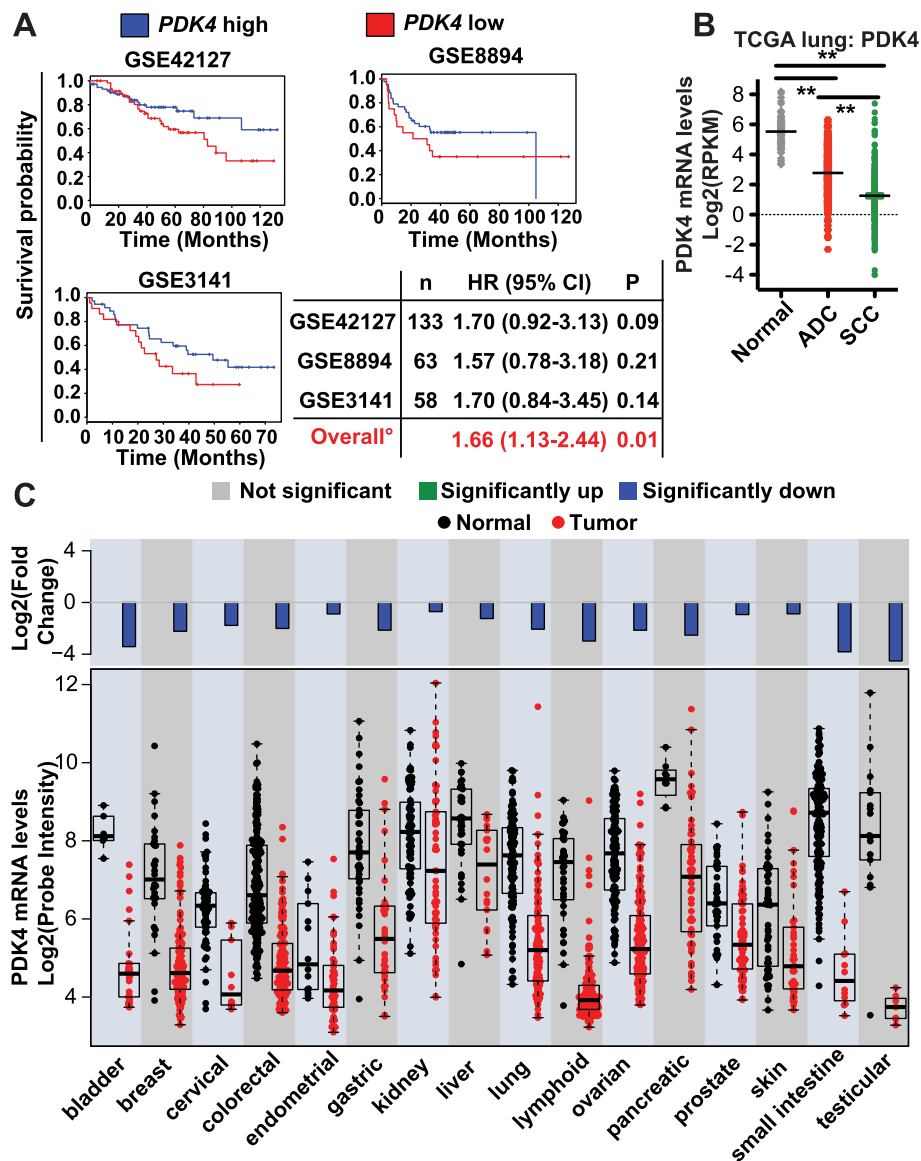 A
PDK4 high
PDK4 low
GSE42127
GSE8894
Survival probability
1.0
0.8
0.6
0.4
0.2
0.0
0 20 40 60 80 100 120
Time (Months)
1.0
0.8
0.6
0.4
0.2
0.0
0 20 40 60 80 100 120
Time (Months)
GSE3141
1.0
0.8
0.6
0.4
0.2
0.0
0 10 20 30 40 50 60 70
Time (Months)
n HR (95% CI) P
GSE42127 133 1.70 (0.92-3.13) 0.09
GSE8894 63 1.57 (0.78-3.18) 0.21
GSE3141 58 1.70 (0.84-3.45) 0.14
Overall° 1.66 (1.13-2.44) 0.01
B
TCGA lung: PDK4
**
**
**
PDK4 mRNA levels
Log2(RPKM)
8
6
4
2
0
−2
−4
Normal
ADC
SCC
C
Not significant
Significantly up
Significantly down
Normal
Tumor
Log2(Fold
Change)
4
0
−4
PDK4 mRNA levels
Log2(Probe Intensity)
12
10
8
6
4
bladder
breast
cervical
colorectal
endometrial
gastric
kidney
liver
lung
lymphoid
ovarian
pancreatic
prostate
skin
small intestine
testicular